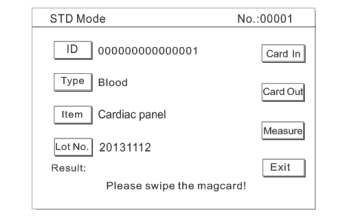 STD Mode No.:00001
ID 000000000000001 Card In
Type Blood
Card Out
Item Cardiac panel
Measure
Lot No. 20131112
Result: Exit
Please swipe the magcard!